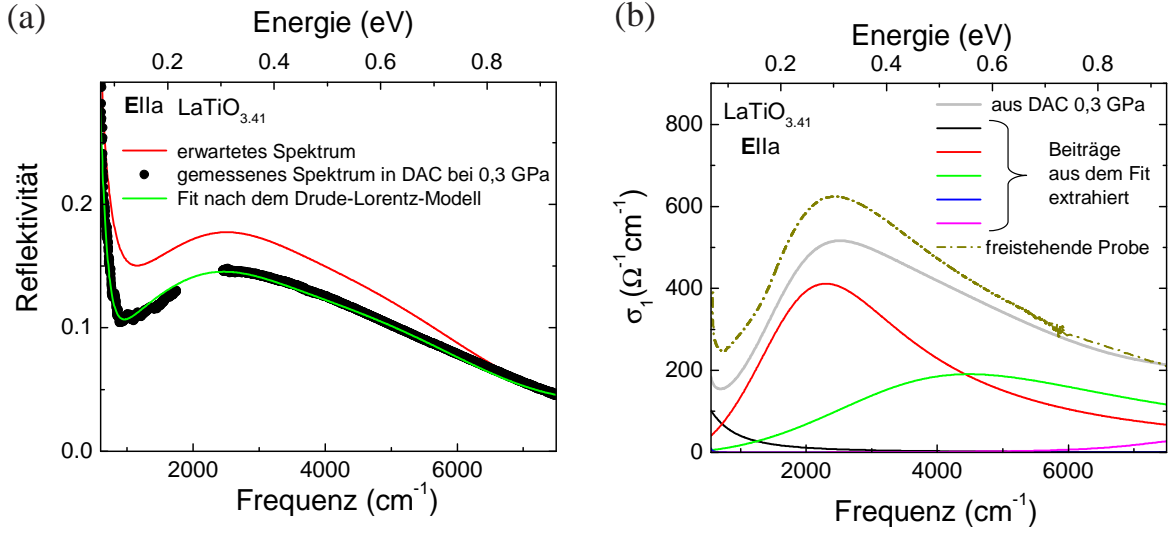 (a)
Energie (eV)
0.2 0.4 0.6 0.8
Ella LaTiO3.41
erwartetes Spektrum
gemessenes Spektrum in DAC bei 0,3 GPa
Fit nach dem Drude-Lorentz-Modell
Reflektivität
0.2
0.1
0.0
2000 4000 6000
Frequenz (cm-1)
(b)
Energie (eV)
0.2 0.4 0.6 0.8
LaTiO3.41
Ella
aus DAC 0,3 GPa
Beiträge
aus dem Fit
extrahiert
freistehende Probe
σ1(Ω-1cm-1)
800
600
400
200
0
2000 4000 6000
Frequenz (cm-1)